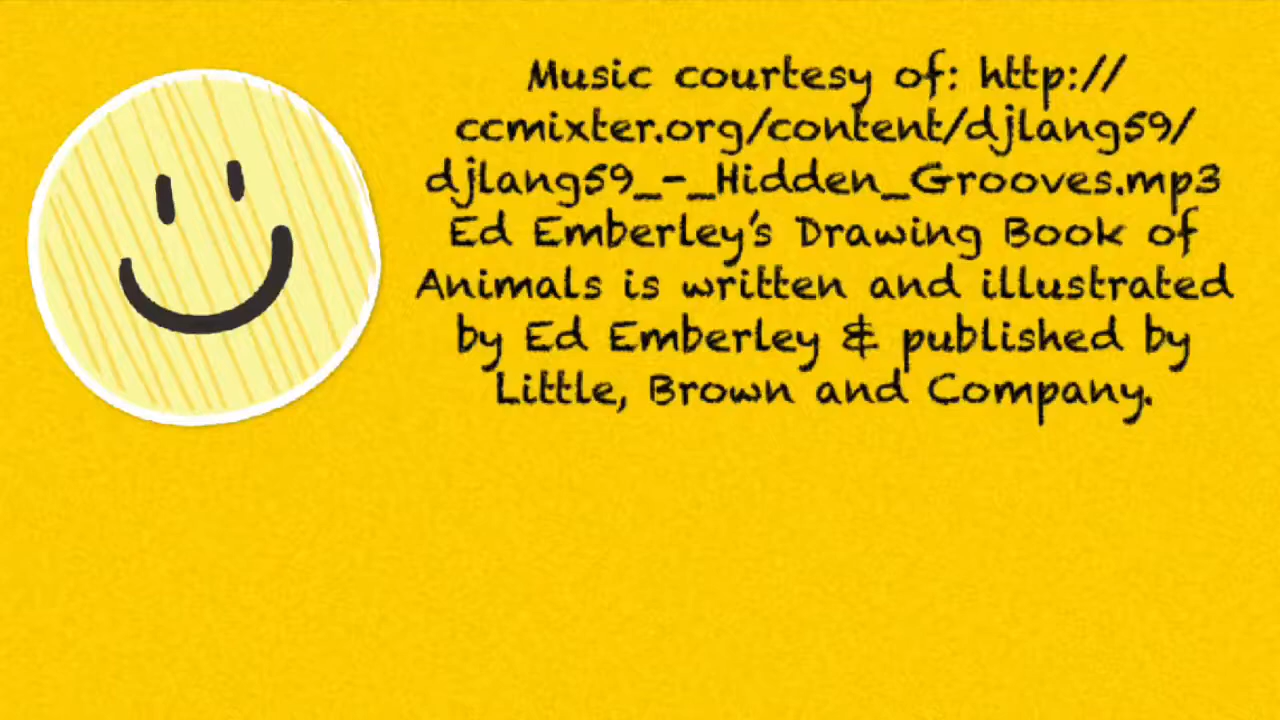 Music courtesy of: http://
ccmixter.org/content/djlang59/
djlang59_-_Hidden_Grooves.mp3
Ed Emberley's Drawing Book of
Animals is written and illustrated
by Ed Emberley & published by
Little, Brown and Company.